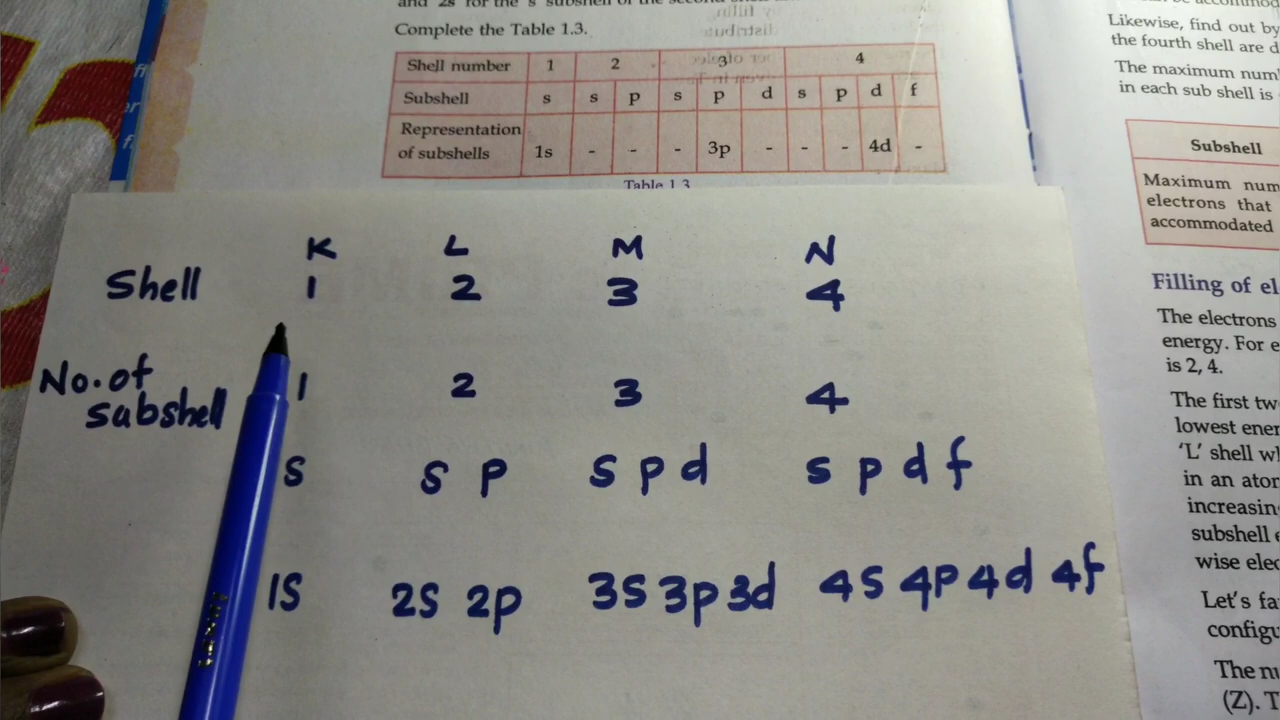 and 2s for the s subshell of the second
Complete the Table 1.3.
Shell number 1 2 3 4
Subshell s s p s p d s p d f
Representation
of subshells 1s - - - 3p - - - 4d -
Table 1.3
K L M N
Shell 1 2 3 4
No. of
subshell 1 2 3 4
s s p s p d s p d f
1s 2s 2p 3s 3p 3d 4s 4p 4d 4f
Likewise, find out by
the fourth shell are d
The maximum num
in each sub shell is
Subshell
Maximum num
electrons that
accommodated
Filling of el
The electrons
energy. For e
is 2, 4.
The first tw
lowest ener
'L' shell wh
in an ator
increasin
subshell e
wise elec
Let's fa
configu
The nu
(Z). T